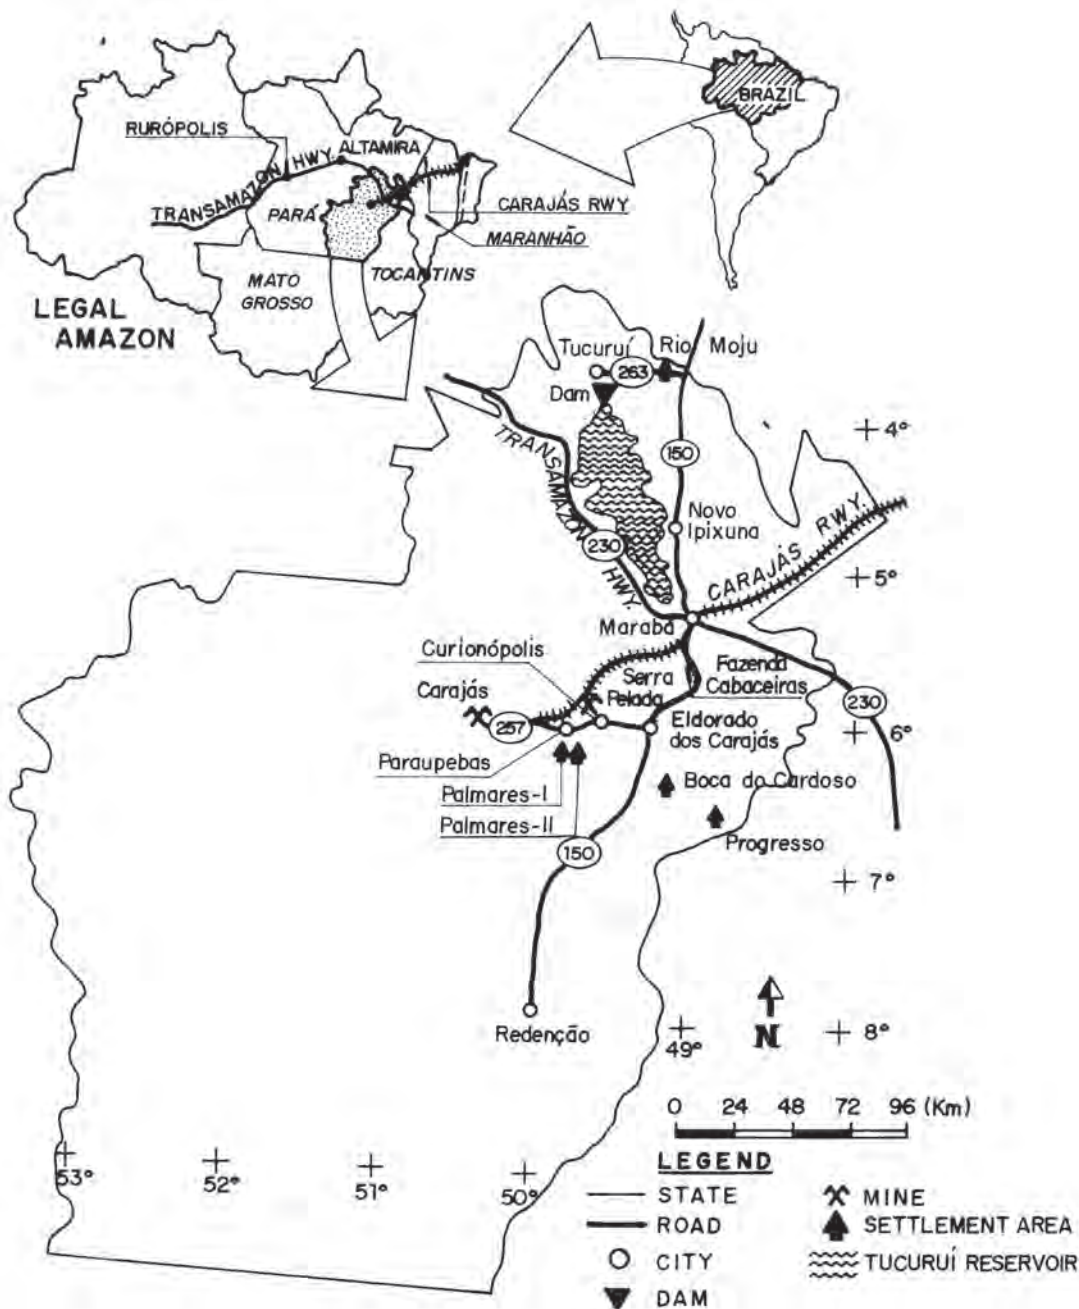 BRAZIL
RURÓPOLIS
ALTAMIRA
TRANSAMAZON HWY.
PARÁ
CARAJÁS RWY
MARANHÃO
MATO
GROSSO
TOCANTINS
LEGAL
AMAZON
Tucuruí
Rio Moju
263
Dam
4°
TRANSAMAZON HWY.
150
Novo
Ipixuna
230
CARAJÁS RWY.
5°
Marabá
Curionópolis
Serra
Pelada
Fazenda
Cabaceiras
Carajás
257
230
Eldorado
dos Carajás
6°
Paraupebas
Palmares-I
Boca do Cardoso
Palmares-II
Progresso
150
7°
Redenção
49°
N
8°
0 24 48 72 96 (Km)
53°
52°
51°
50°
LEGEND
STATE
ROAD
CITY
DAM
MINE
SETTLEMENT AREA
TUCURUÍ RESERVOIR